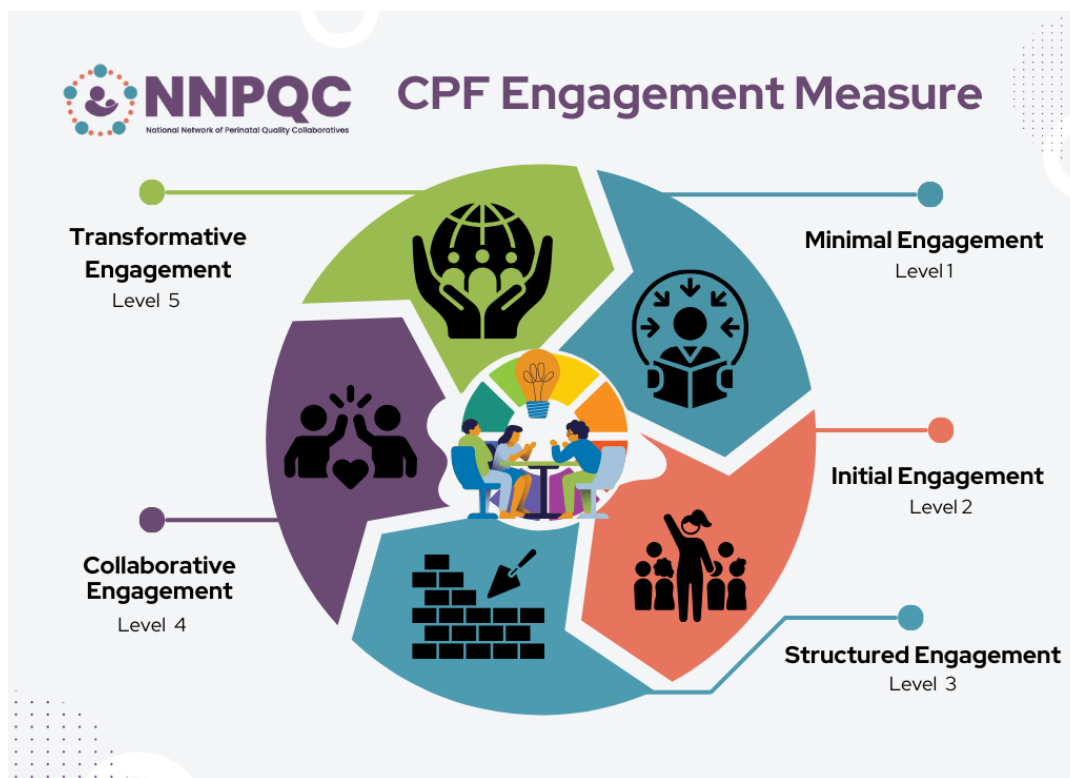 NNPQC
National Network of Perinatal Quality Collaboratives
CPF Engagement Measure
Transformative
Engagement
Level 5
Minimal Engagement
Level 1
Initial Engagement
Level 2
Collaborative
Engagement
Level 4
Structured Engagement
Level 3